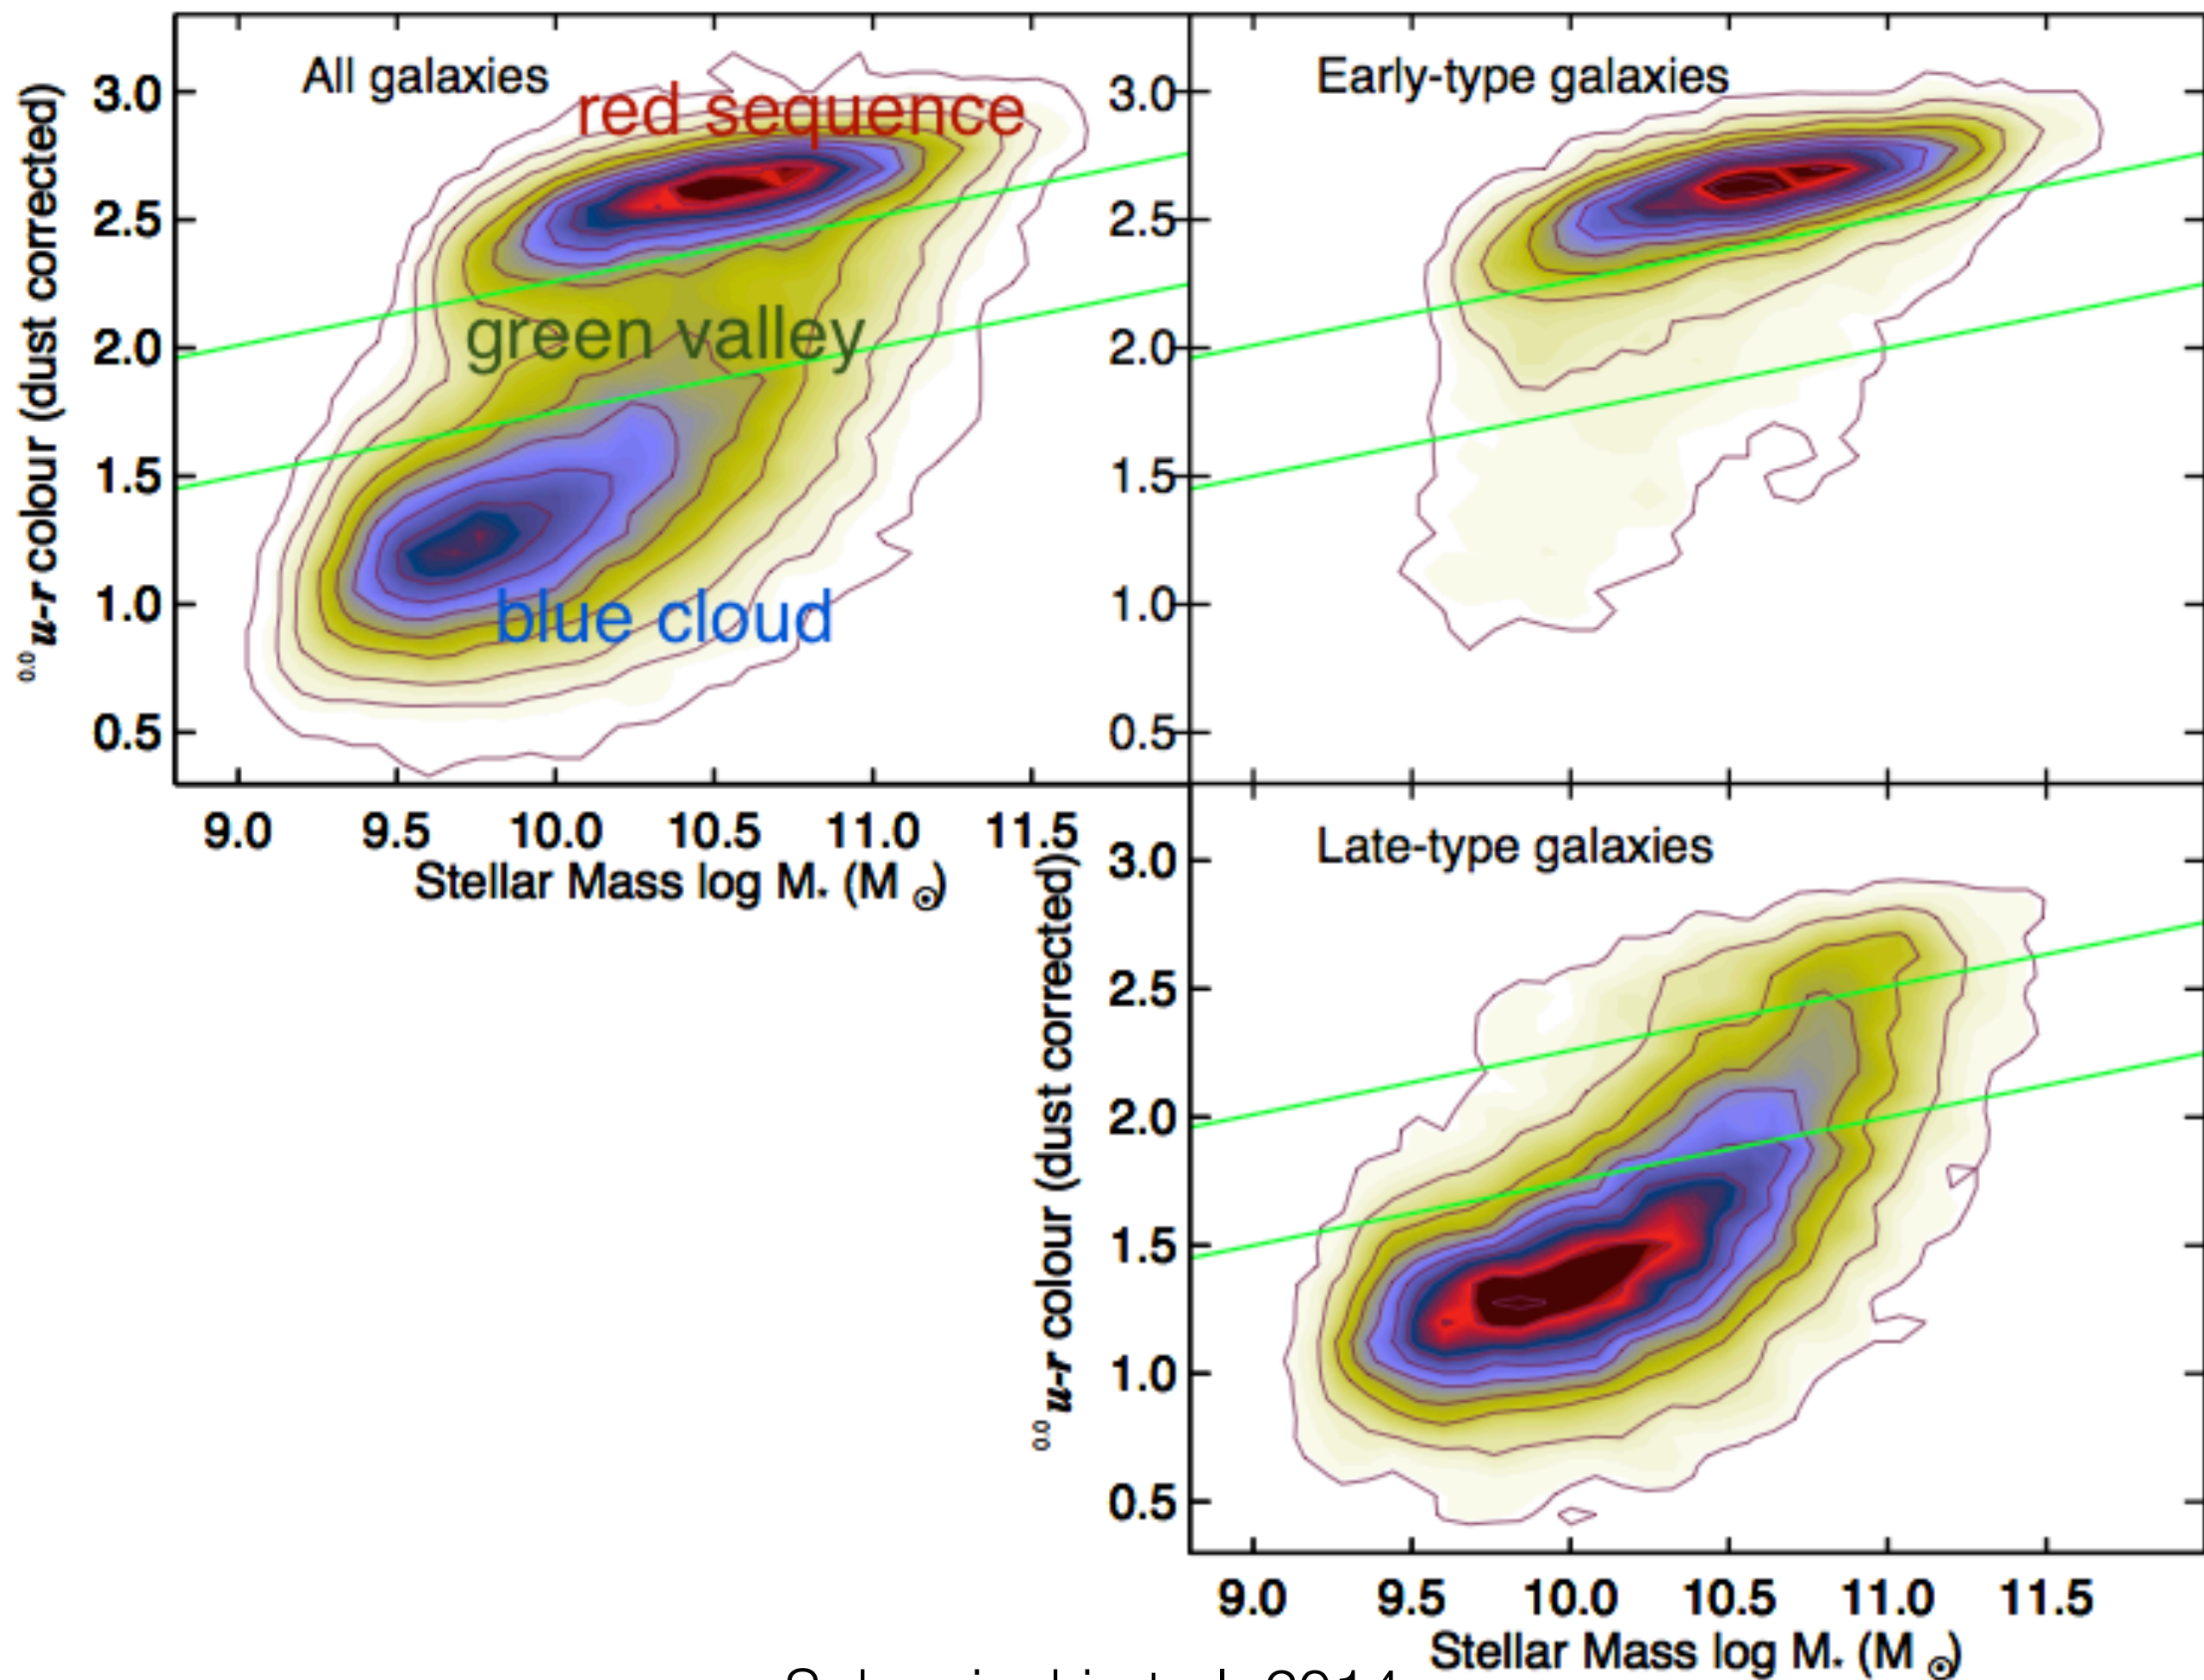 All galaxies
red sequence
green valley
blue cloud
3.0
2.5
2.0
1.5
1.0
0.5
0.0 u-r colour (dust corrected)
9.0 9.5 10.0 10.5 11.0 11.5
Stellar Mass log M* (M⊙)
Early-type galaxies
3.0
2.5
2.0
1.5
1.0
0.5
Late-type galaxies
3.0
2.5
2.0
1.5
1.0
0.5
0.0 u-r colour (dust corrected)
9.0 9.5 10.0 10.5 11.0 11.5
Stellar Mass log M* (M⊙)
2014